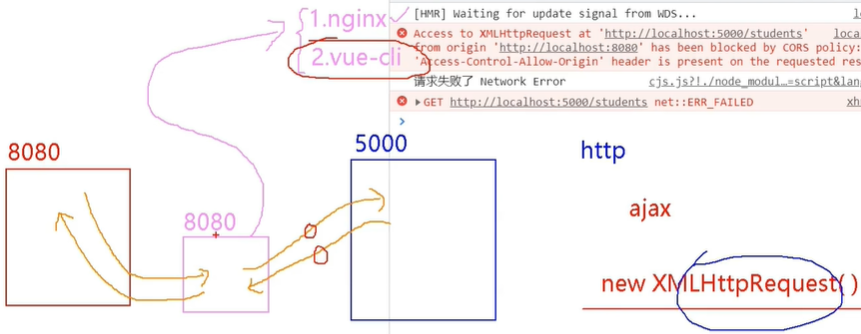 1.nginx
2.vue-cli
[HMR] Waiting for update signal from WDS...
Access to XMLHttpRequest at 'http://localhost:5000/students' loca
from origin 'http://localhost:8080' has been blocked by CORS policy:
'Access-Control-Allow-Origin' header is present on the requested res
请求失败了 Network Error cjs.js?!./node_modul…=script&lan
GET http://localhost:5000/students net::ERR_FAILED xh
8080
8080
5000
http
ajax
new XMLHttpRequest()